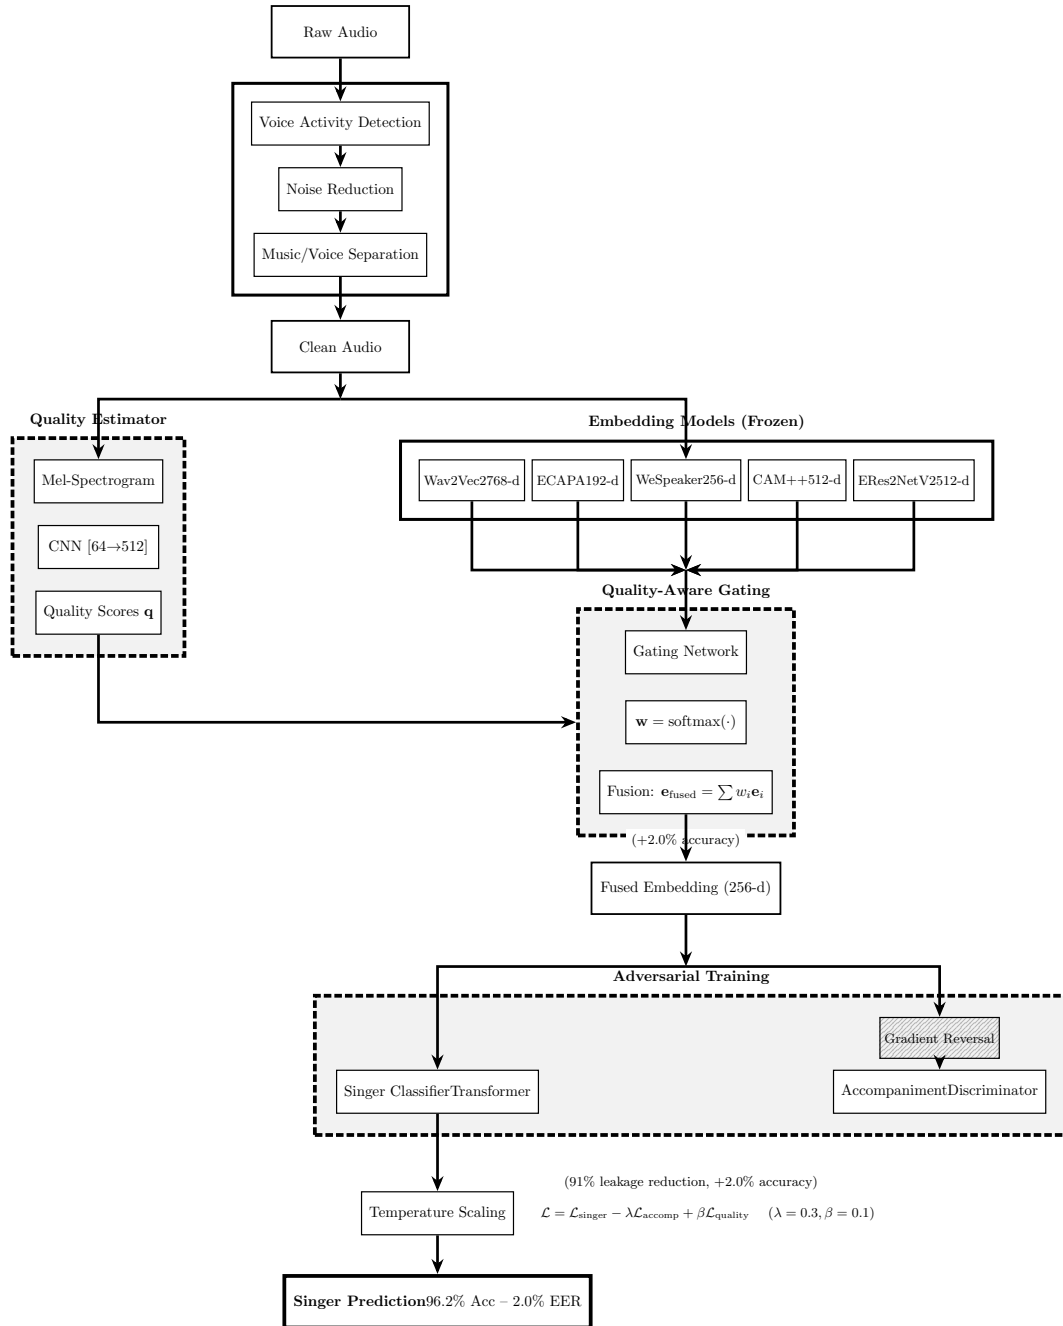 Raw Audio
Voice Activity Detection
Noise Reduction
Music/Voice Separation
Clean Audio
Quality Estimator
Mel-Spectrogram
CNN [64→512]
Quality Scores q
Embedding Models (Frozen)
Wav2Vec2768-d
ECAPA192-d
WeSpeaker256-d
CAM++512-d
ERes2NetV2512-d
Quality-Aware Gating
Gating Network
w = softmax(·)
Fusion: e_fused = ∑ w_i e_i
(+2.0% accuracy)
Fused Embedding (256-d)
Adversarial Training
Gradient Reversal
Singer ClassifierTransformer
AccompanimentDiscriminator
(91% leakage reduction, +2.0% accuracy)
Temperature Scaling
ℒ = ℒ_singer − λℒ_accomp + βℒ_quality (λ = 0.3, β = 0.1)
Singer Prediction96.2% Acc – 2.0% EER